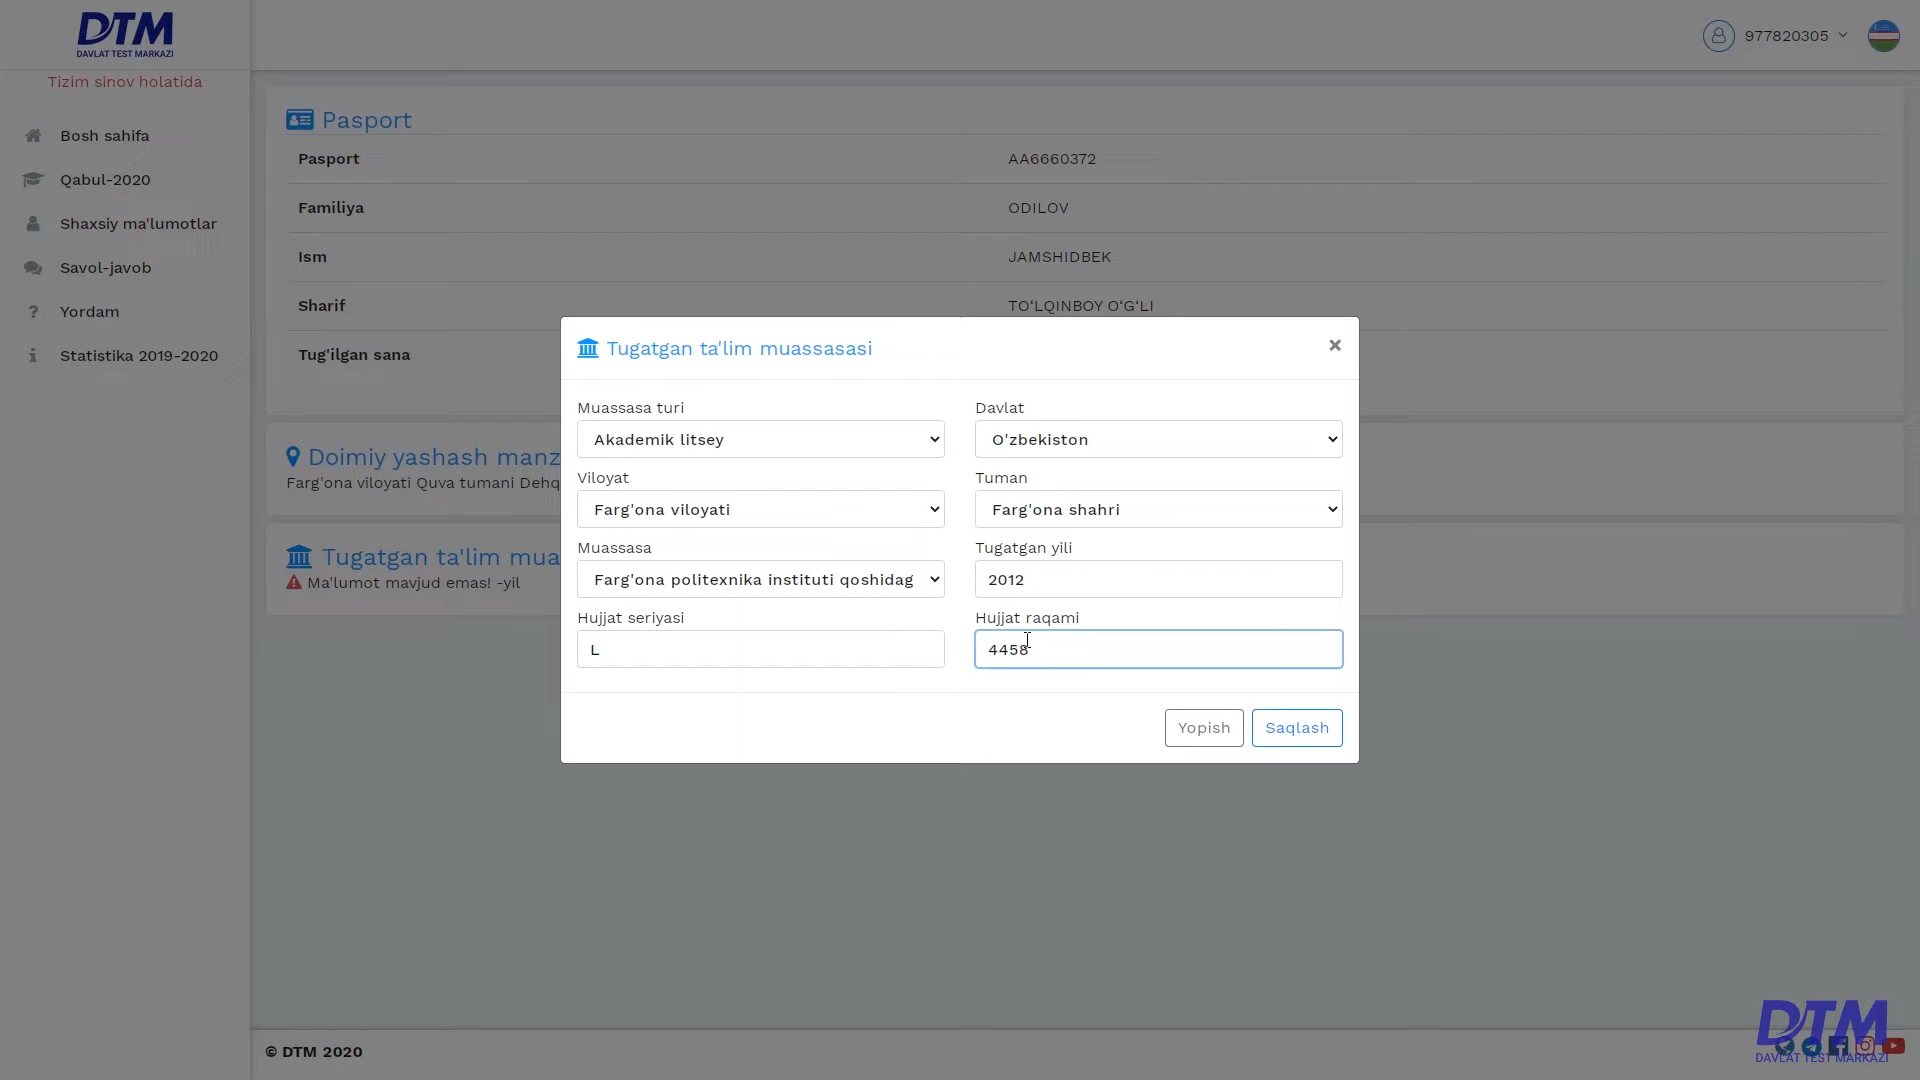 DTM
DAVLAT TEST MARKAZI
977820305
Tizim sinov holatida
Bosh sahifa
Qabul-2020
Shaxsiy ma'lumotlar
Savol-javob
Yordam
Statistika 2019-2020
Pasport
Pasport AA6660372
Familiya ODILOV
Ism JAMSHIDBEK
Sharif TO‘LQINBOY O‘G‘LI
Tug'ilgan sana
Doimiy yashash manz
Farg'ona viloyati Quva tumani Dehq
Tugatgan ta'lim mua
Ma'lumot mavjud emas! -yil
Tugatgan ta'lim muassasasi
×
Muassasa turi Davlat
Akademik litsey O'zbekiston
Viloyat Tuman
Farg'ona viloyati Farg'ona shahri
Muassasa Tugatgan yili
Farg'ona politexnika instituti qoshidag 2012
Hujjat seriyasi Hujjat raqami
L 4458
Yopish Saqlash
© DTM 2020
DTM
DAVLAT TEST MARKAZI